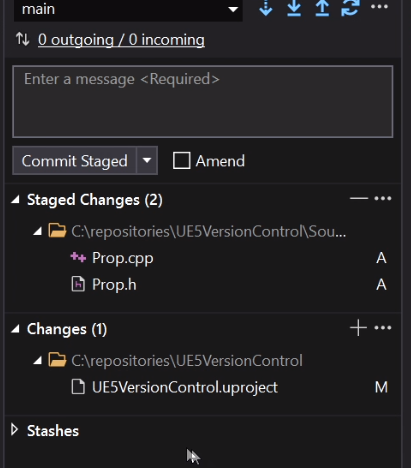 main
0 outgoing / 0 incoming
Enter a message <Required>
Commit Staged
Amend
Staged Changes (2)
C:\repositories\UE5VersionControl\Sou...
Prop.cpp A
Prop.h A
Changes (1)
C:\repositories\UE5VersionControl
UE5VersionControl.uproject M
Stashes